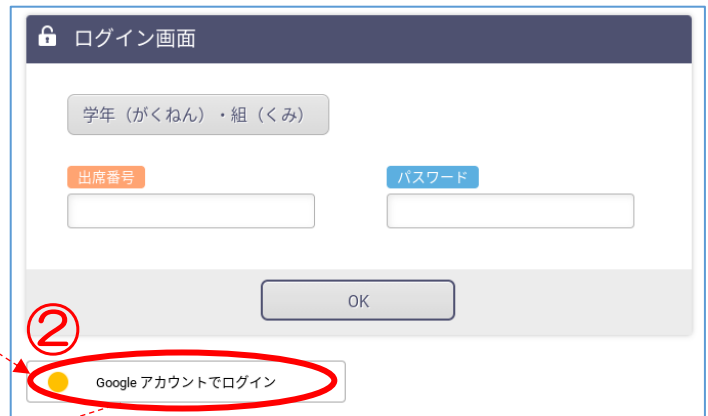 ログイン画面
学年（がくねん）・組（くみ）
出席番号 パスワード
OK
②
Google アカウントでログイン